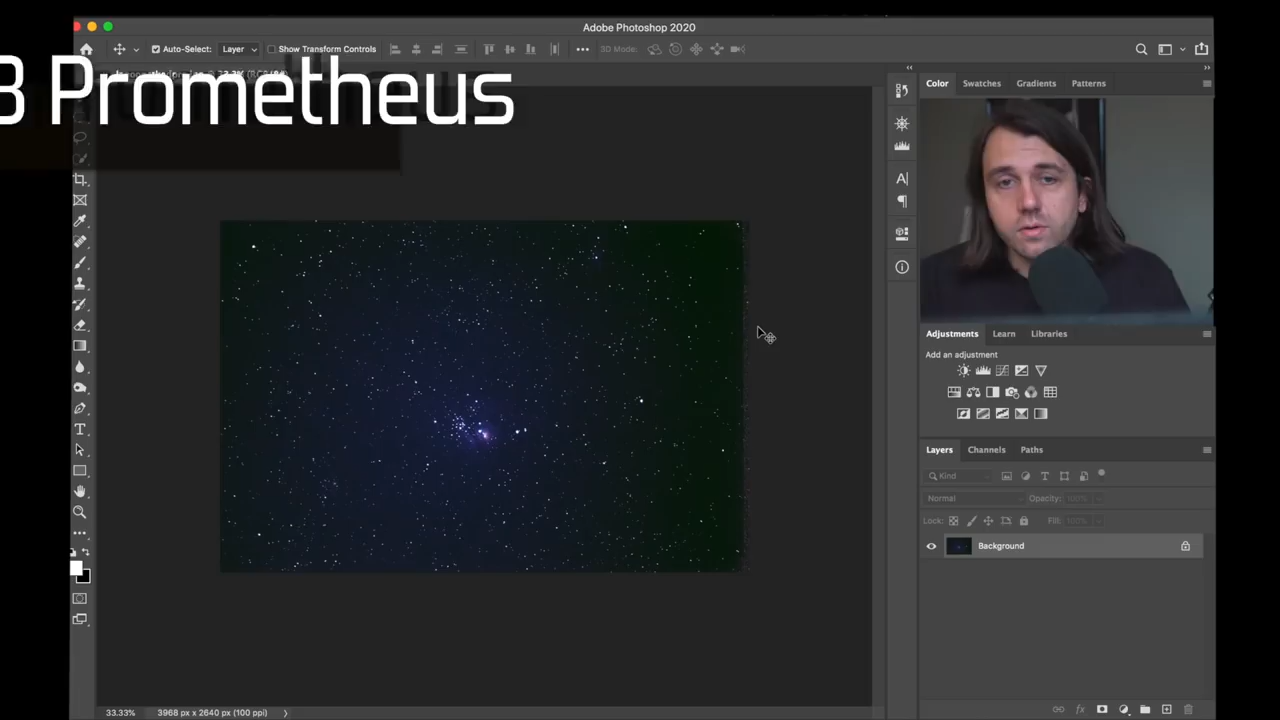 Adobe Photoshop 2020
Auto-Select: Layer Show Transform Controls ••• 3D Mode:
3 Prometheus
Color Swatches Gradients Patterns
Adjustments Learn Libraries
Add an adjustment
Layers Channels Paths
Kind
Normal Opacity: 100%
Lock: Fill: 100%
Background
33.33% 3968 px x 2640 px (100 ppi)